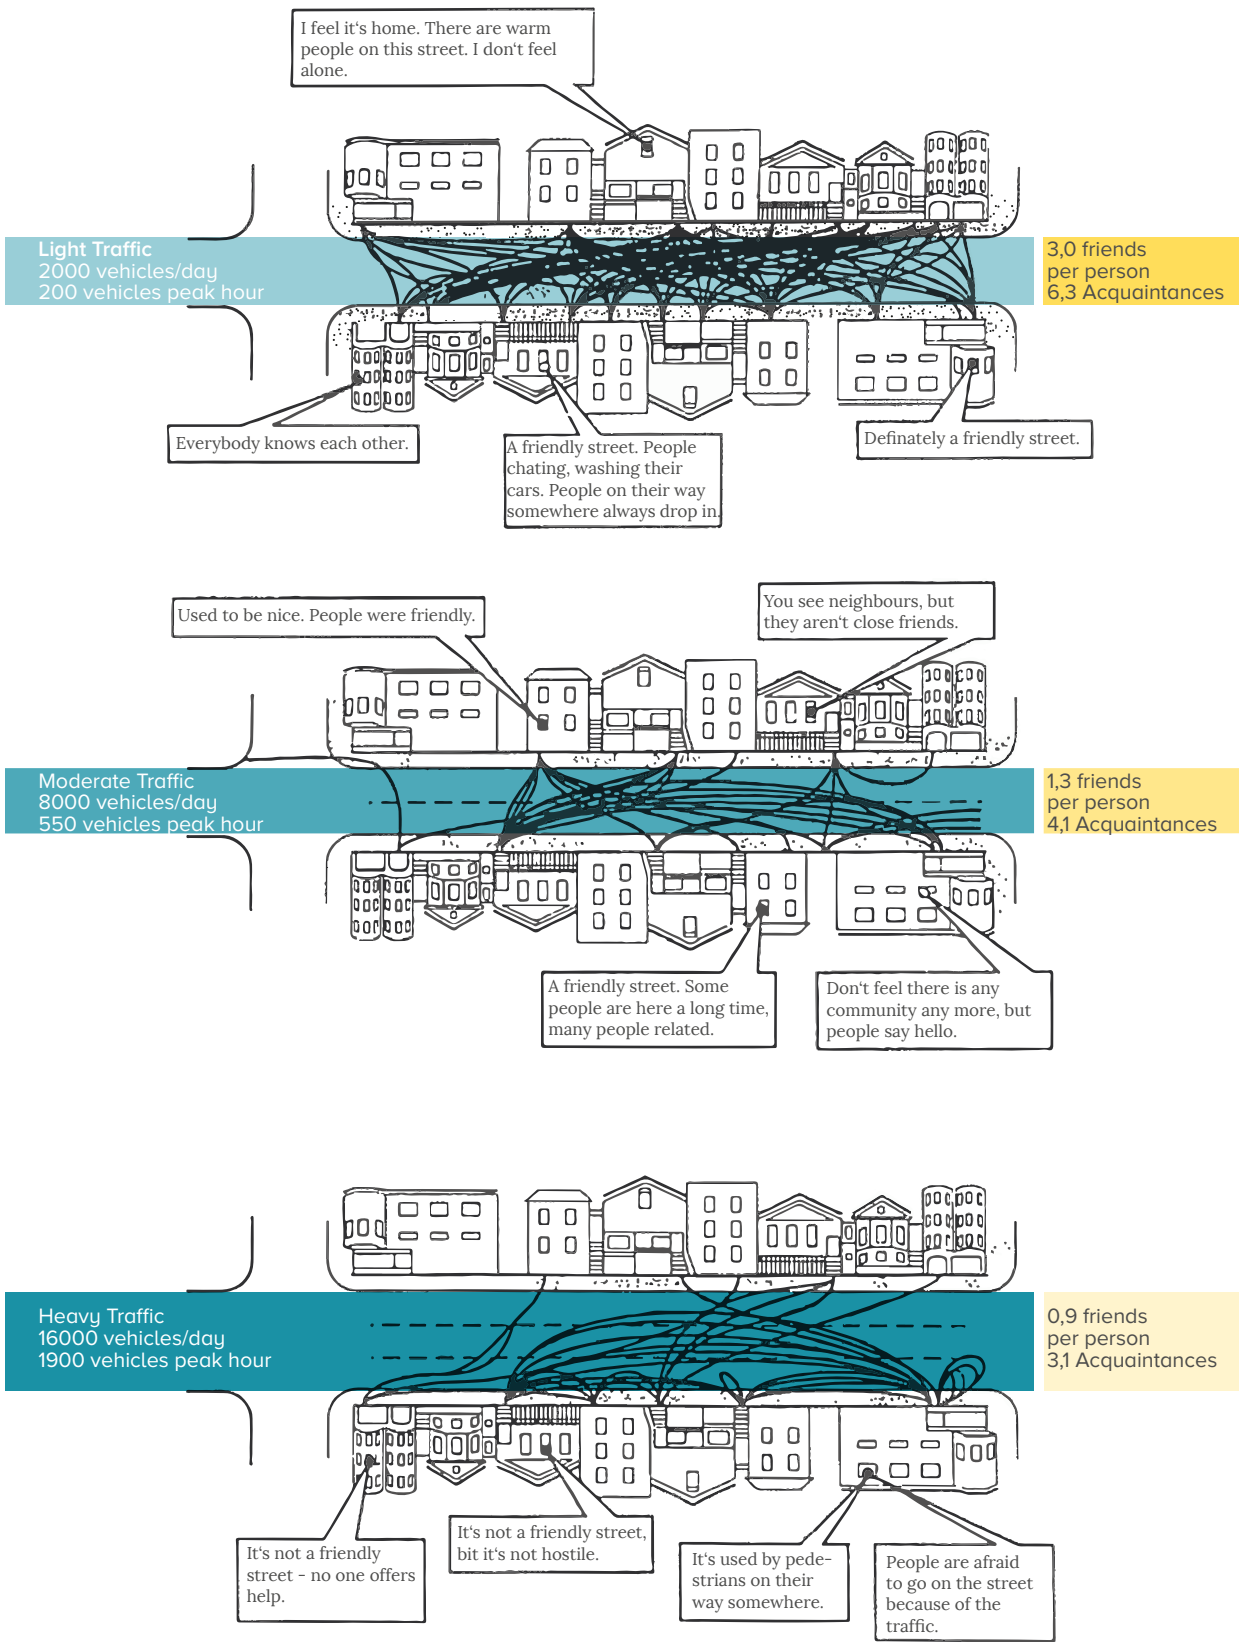 I feel it‘s home. There are warm
people on this street. I don‘t feel
alone.
Light Traffic
2000 vehicles/day
200 vehicles peak hour
3,0 friends
per person
6,3 Acquaintances
Everybody knows each other.
A friendly street. People
chating, washing their
cars. People on their way
somewhere always drop in.
Definately a friendly street.
Used to be nice. People were friendly.
You see neighbours, but
they aren‘t close friends.
Moderate Traffic
8000 vehicles/day
550 vehicles peak hour
1,3 friends
per person
4,1 Acquaintances
A friendly street. Some
people are here a long time,
many people related.
Don‘t feel there is any
community any more, but
people say hello.
Heavy Traffic
16000 vehicles/day
1900 vehicles peak hour
0,9 friends
per person
3,1 Acquaintances
It‘s not a friendly
street - no one offers
help.
It‘s not a friendly street,
bit it‘s not hostile.
It‘s used by pede-
strians on their
way somewhere.
People are afraid
to go on the street
because of the
traffic.